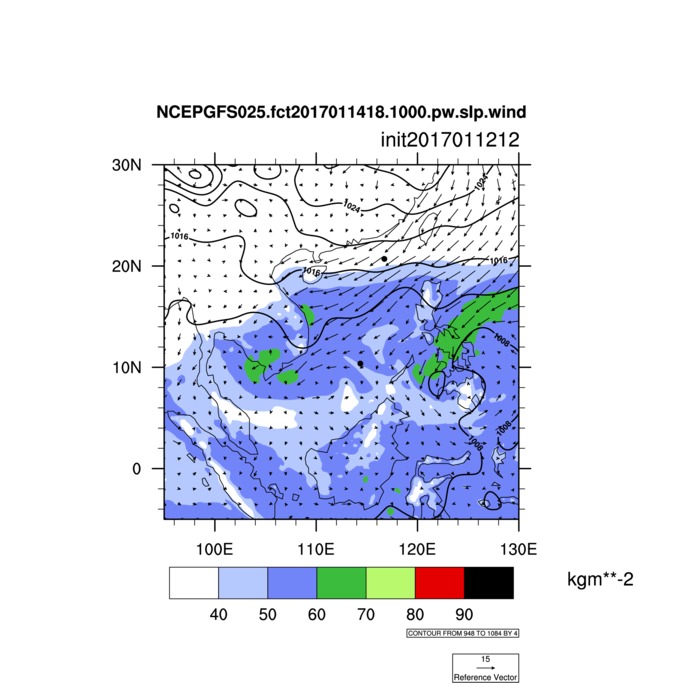 NCEPGFS025.fct2017011418.1000.pw.slp.wind
init2017011212
30N
1024
1024
1016
20N
1016
1016
1008
10N
1008
1008
0
100E 110E 120E 130E
kgm**-2
40 50 60 70 80 90
CONTOUR FROM 948 TO 1084 BY 4
15
Reference Vector